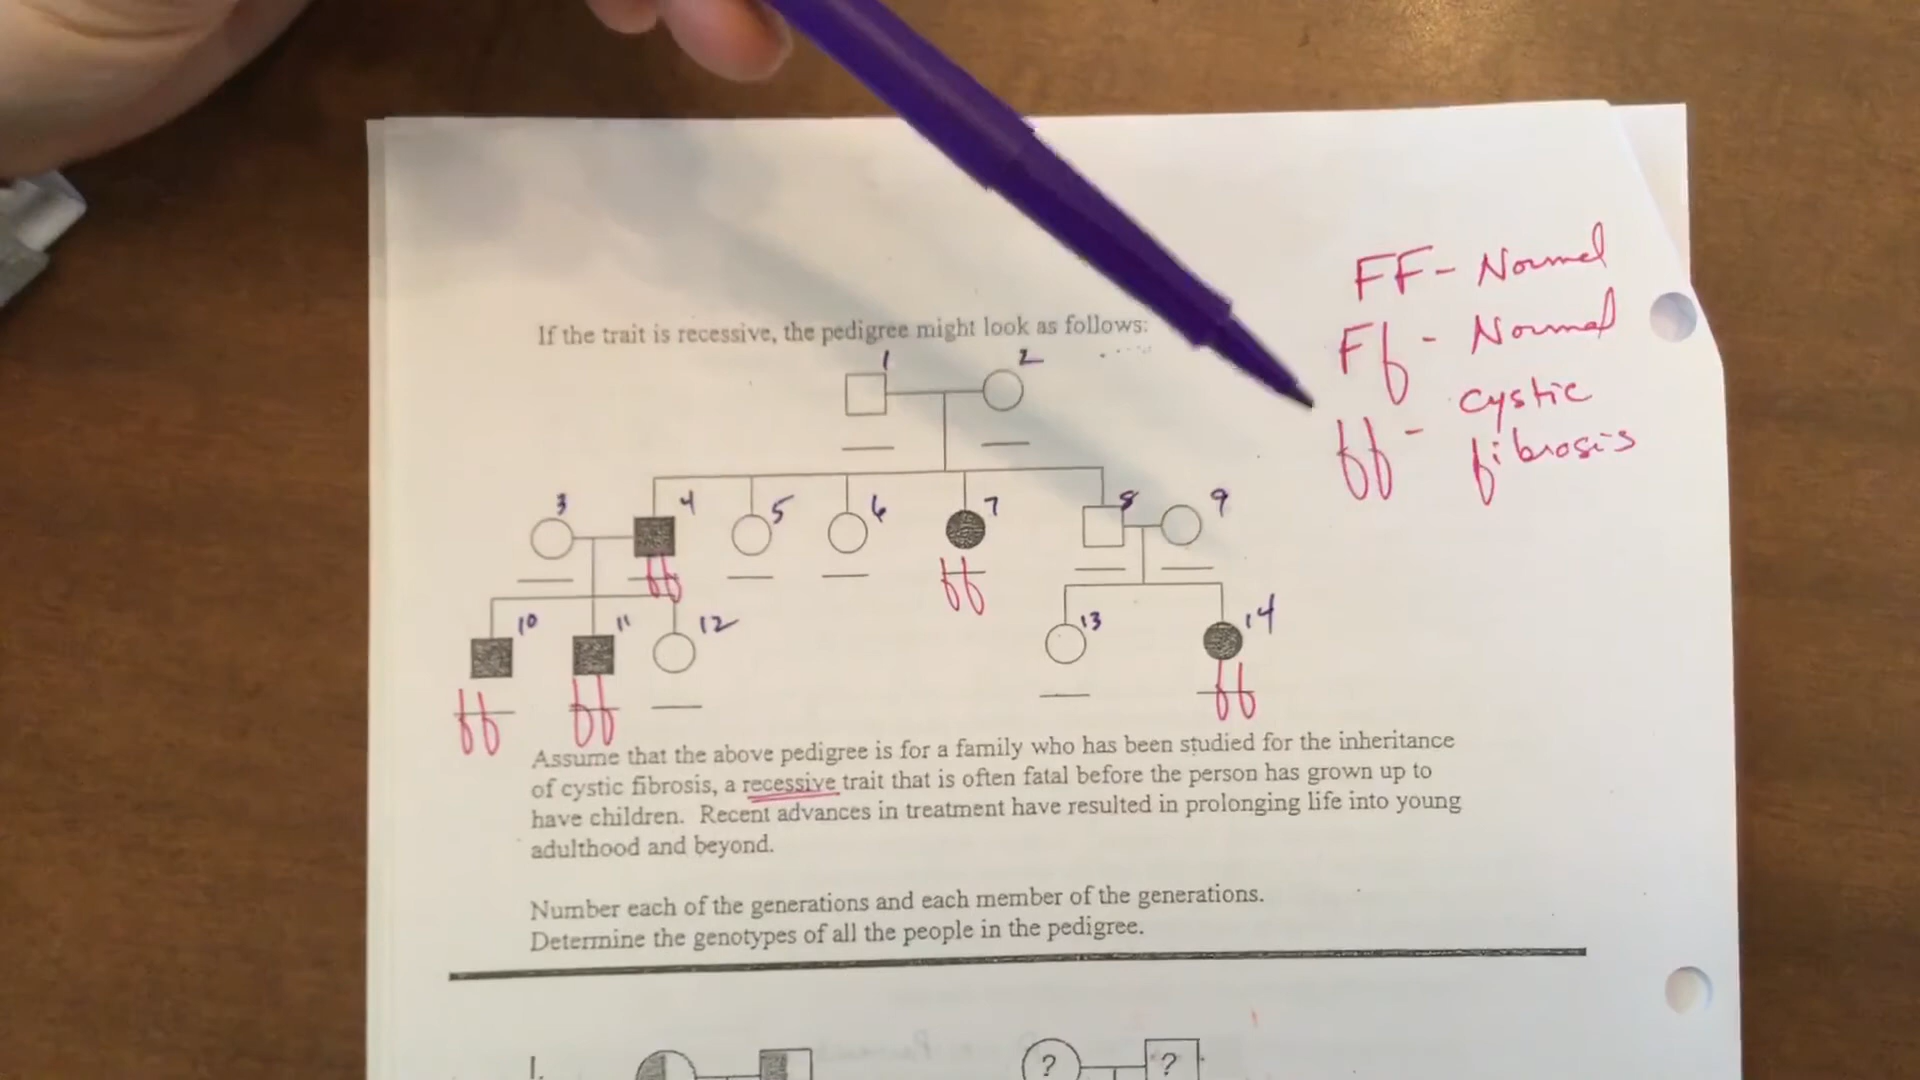 FF - Normal
If the trait is recessive, the pedigree might look as follows:
Ff - Normal
ff - cystic
fibrosis
1 2
3 4 5 6 7 8 9
ff ff
10 11 12 13 14
ff ff ff
Assume that the above pedigree is for a family who has been studied for the inheritance
of cystic fibrosis, a recessive trait that is often fatal before the person has grown up to
have children. Recent advances in treatment have resulted in prolonging life into young
adulthood and beyond.
Number each of the generations and each member of the generations.
Determine the genotypes of all the people in the pedigree.
1.
? ?